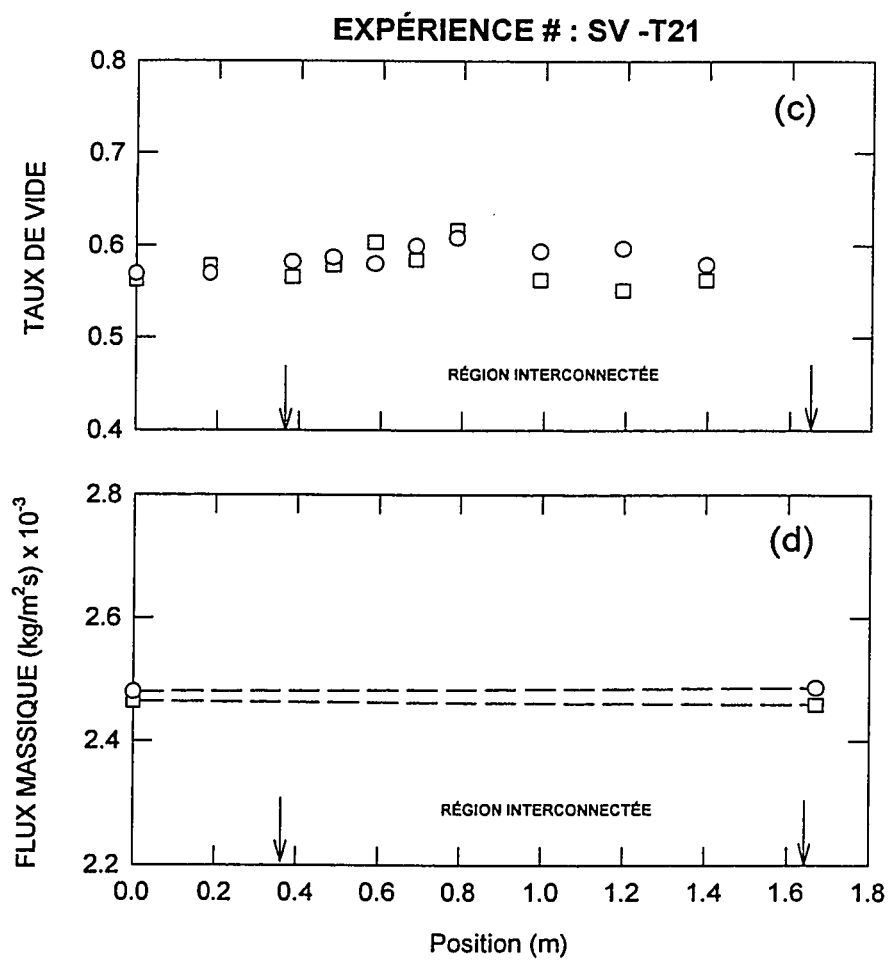 EXPÉRIENCE # : SV -T21
(c)
TAUX DE VIDE
0.8
0.7
0.6
0.5
0.4
RÉGION INTERCONNECTÉE
(d)
FLUX MASSIQUE (kg/m²s) x 10⁻³
2.8
2.6
2.4
2.2
RÉGION INTERCONNECTÉE
0.0 0.2 0.4 0.6 0.8 1.0 1.2 1.4 1.6 1.8
Position (m)